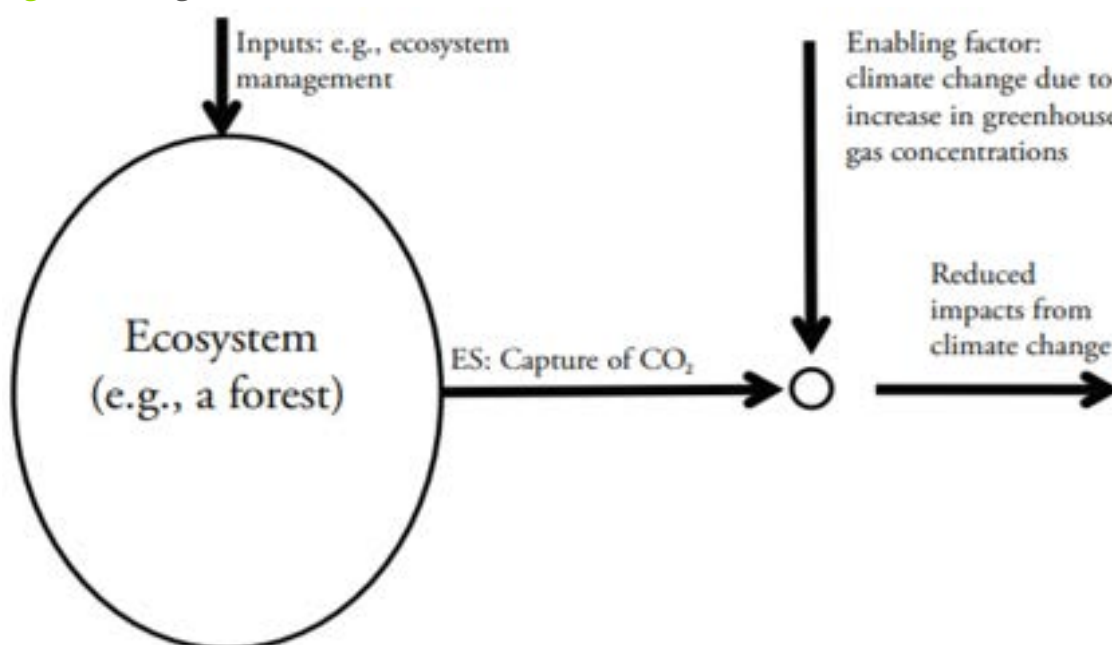 Inputs: e.g., ecosystem
management
Enabling factor:
climate change due to
increase in greenhouse
gas concentrations
Ecosystem
(e.g., a forest)
ES: Capture of CO₂
Reduced
impacts from
climate change